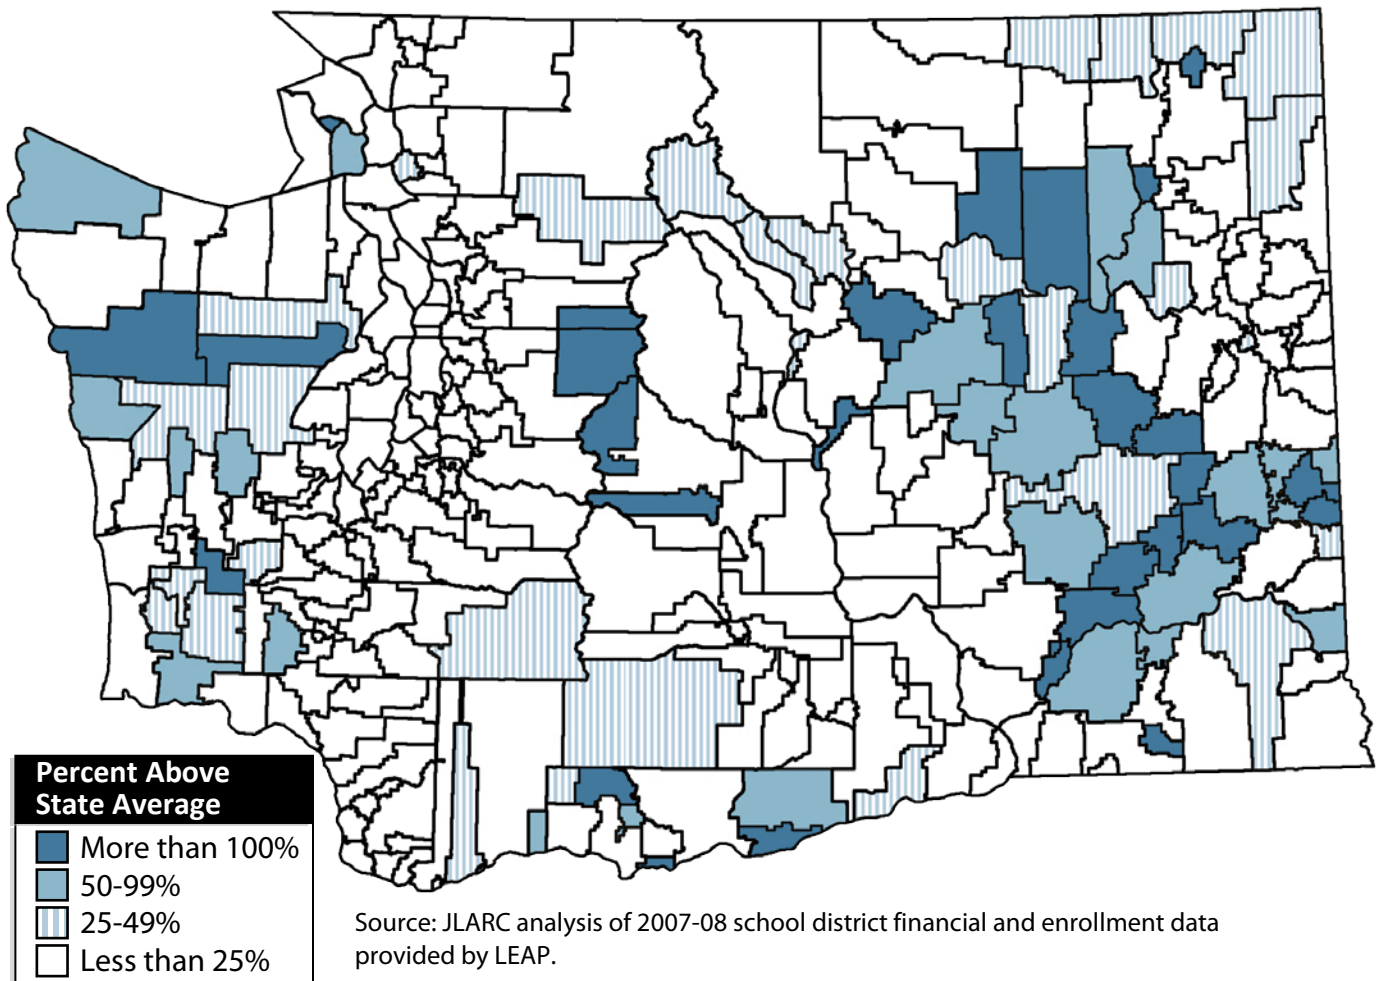 Percent Above
State Average
More than 100%
50-99%
25-49%
Less than 25%
Source: JLARC analysis of 2007-08 school district financial and enrollment data
provided by LEAP.